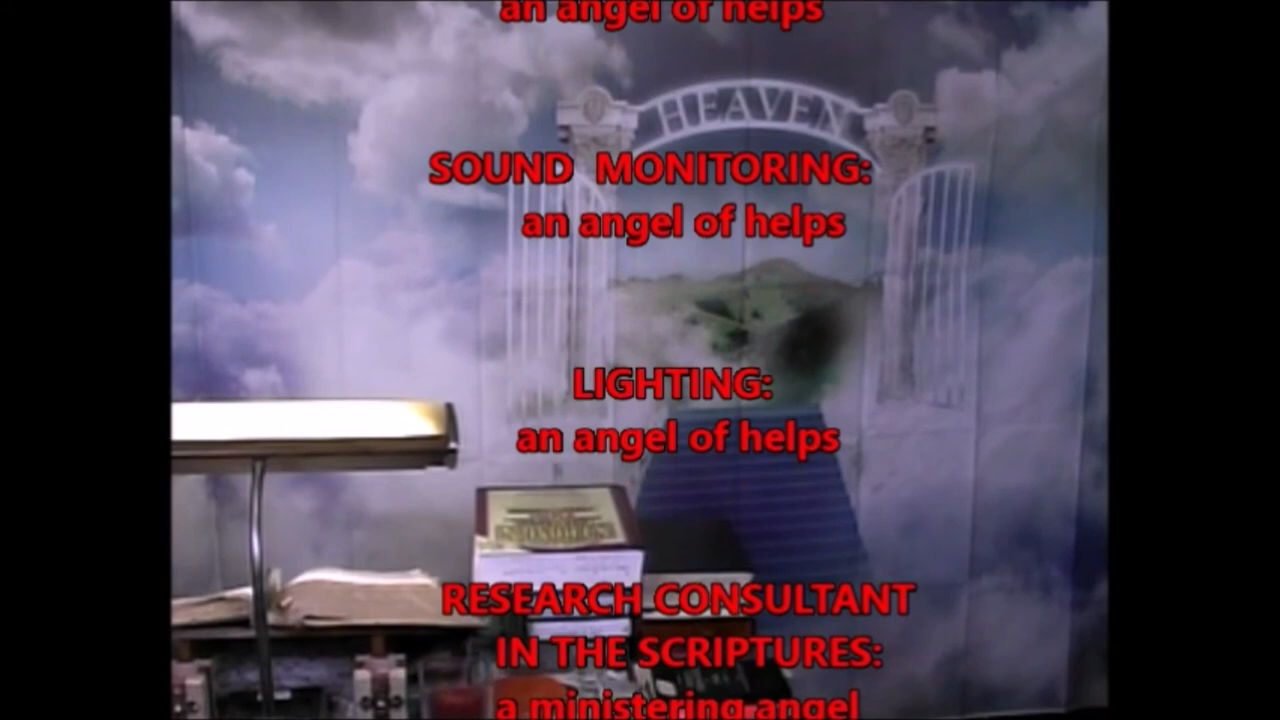 an angel of helps
HEAVEN
SOUND MONITORING:
an angel of helps
LIGHTING:
an angel of helps
RESEARCH CONSULTANT
IN THE SCRIPTURES:
a ministering angel